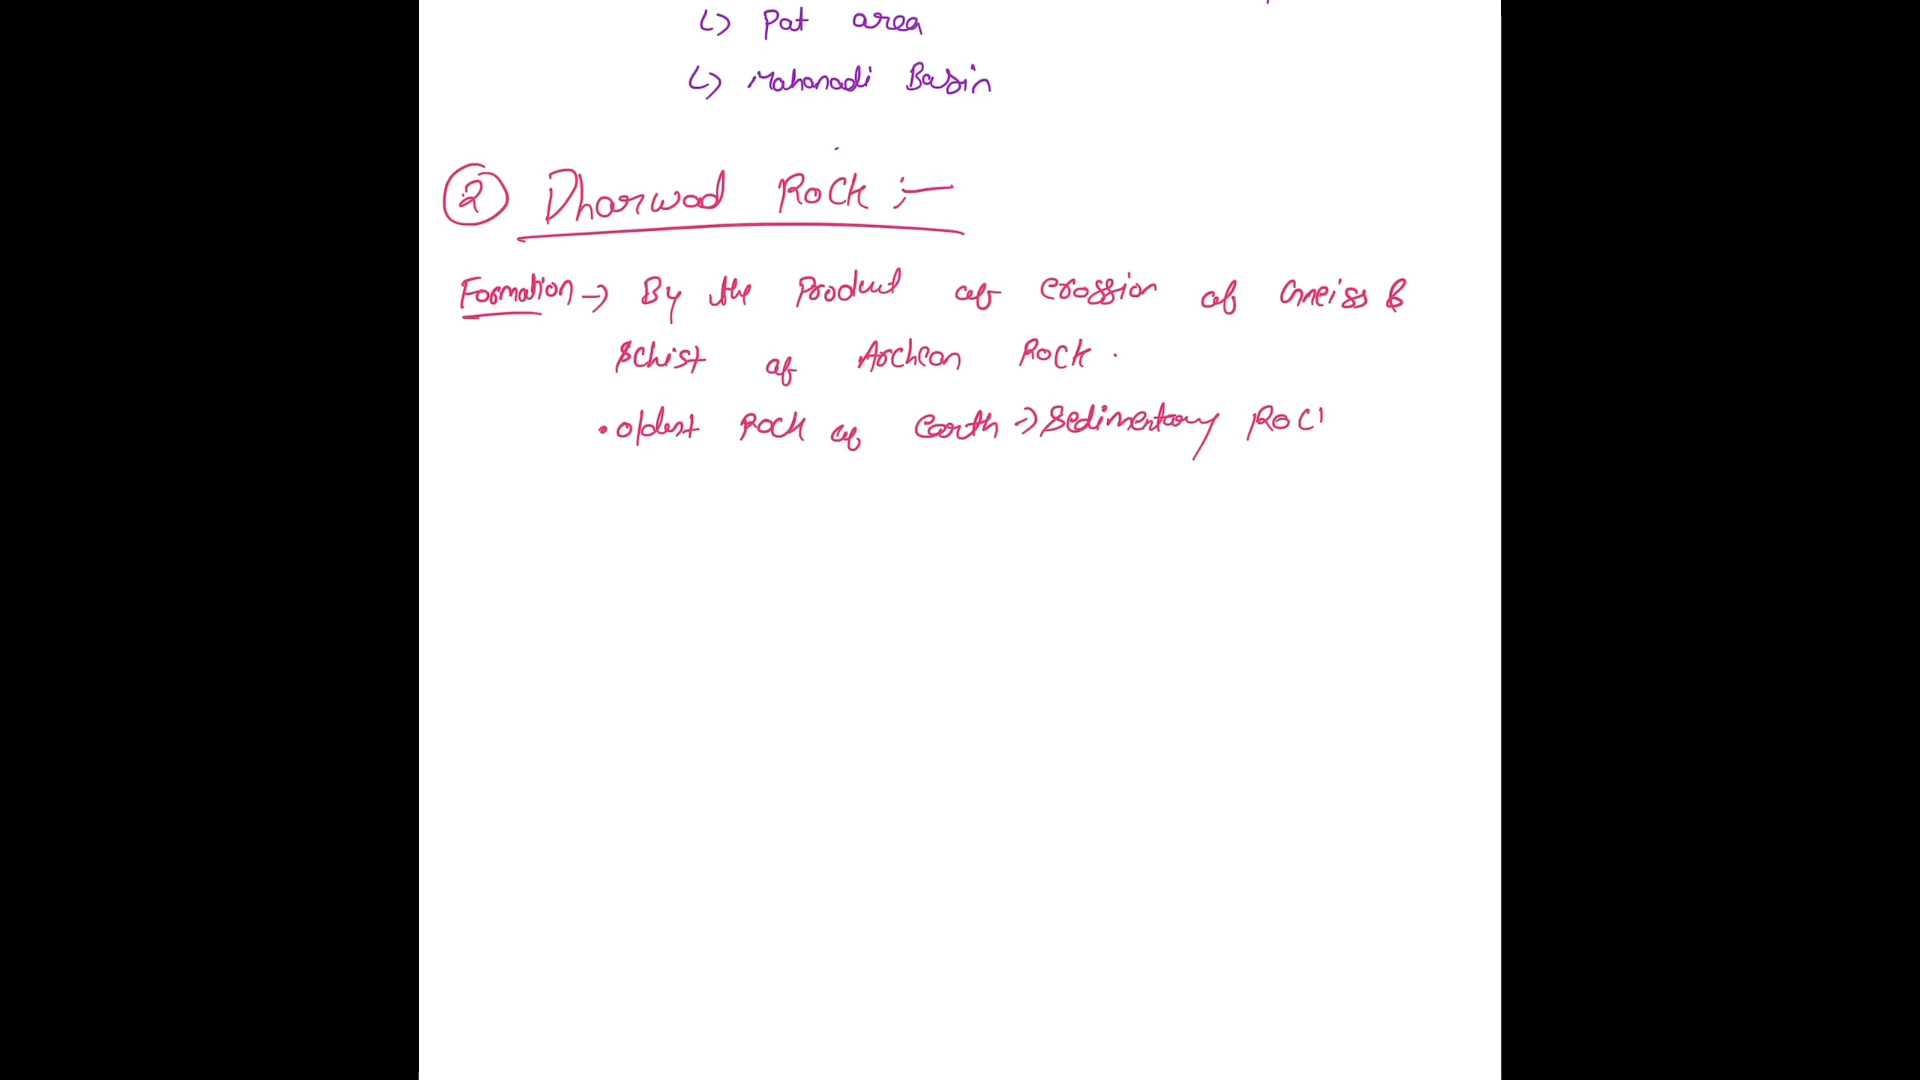 ↳ Pat area
↳ Mahanadi Basin
② Dharwad Rock :-
Formation → By the Product of erossion of Gneiss &
Schist of Archean Rock.
• oldest Rock of Earth → Sedimentary Roc